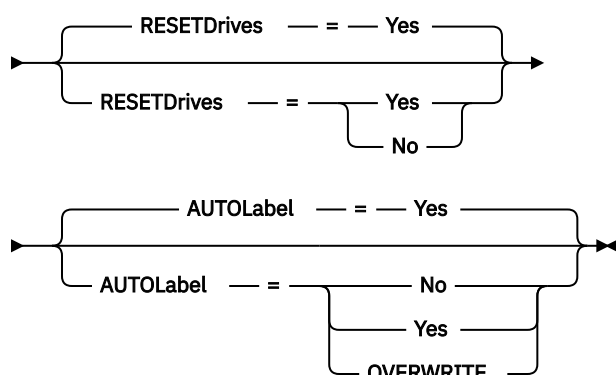 RESETDrives = Yes
RESETDrives = Yes
No
AUTOLabel = Yes
AUTOLabel = No
Yes
OVERWRITE